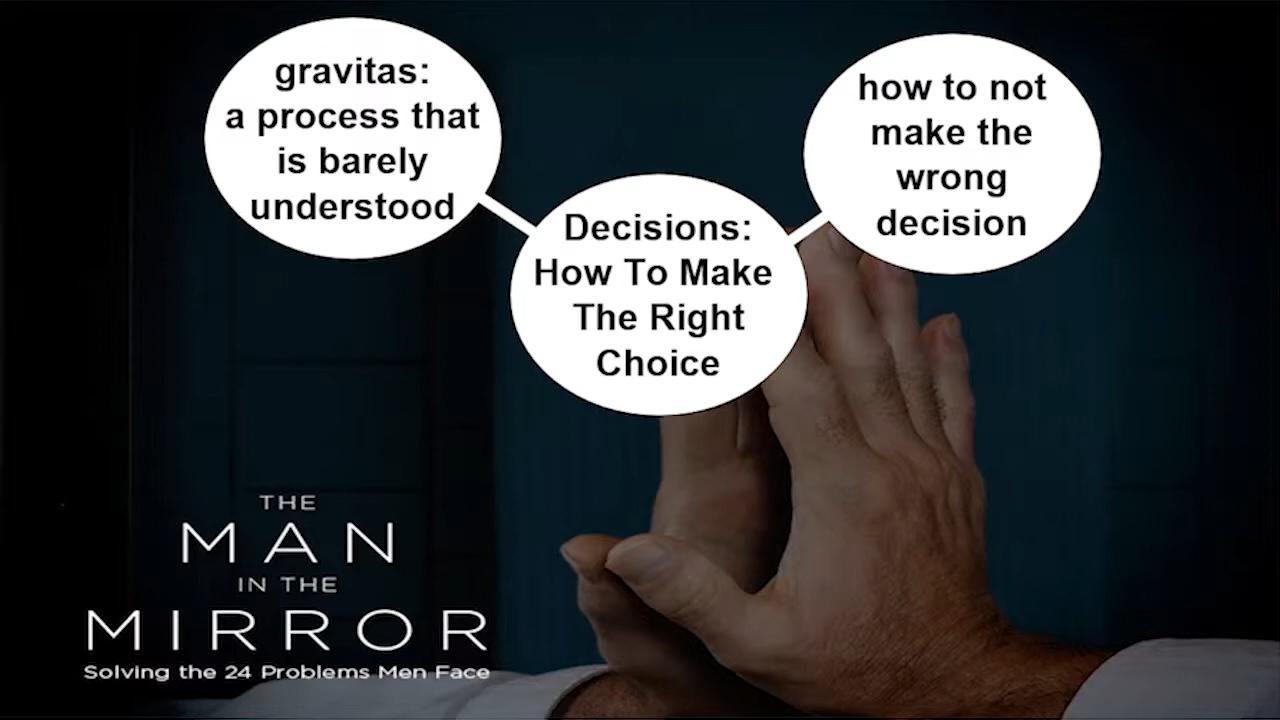 gravitas:
a process that
is barely
understood
how to not
make the
wrong
decision
Decisions:
How To Make
The Right
Choice
THE
MAN
IN THE
MIRROR
Solving the 24 Problems Men Face